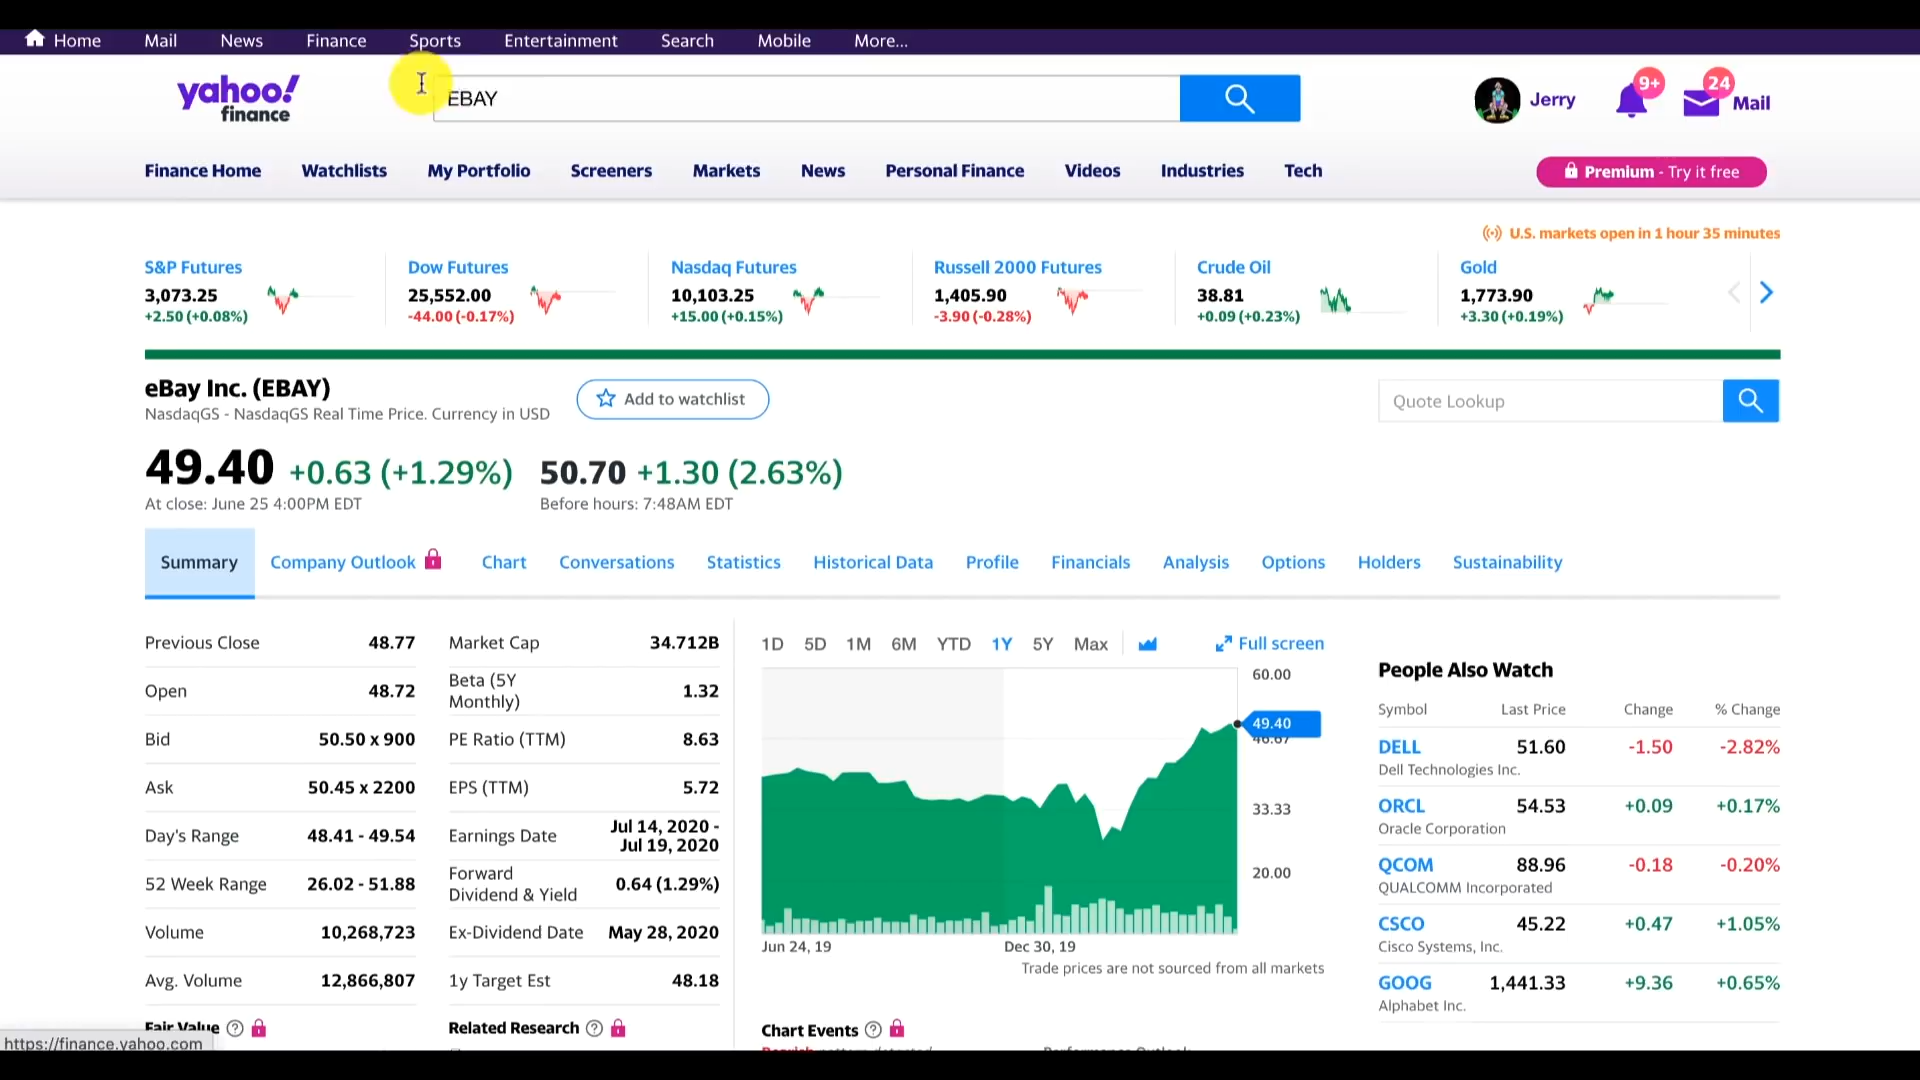 Home Mail News Finance Sports Entertainment Search Mobile More...
yahoo!
finance
EBAY
Jerry 9+ 24 Mail
Finance Home Watchlists My Portfolio Screeners Markets News Personal Finance Videos Industries Tech Premium - Try it free
U.S. markets open in 1 hour 35 minutes
S&P Futures Dow Futures Nasdaq Futures Russell 2000 Futures Crude Oil Gold
3,073.25 25,552.00 10,103.25 1,405.90 38.81 1,773.90
+2.50 (+0.08%) -44.00 (-0.17%) +15.00 (+0.15%) -3.90 (-0.28%) +0.09 (+0.23%) +3.30 (+0.19%)
eBay Inc. (EBAY)
NasdaqGS - NasdaqGS Real Time Price. Currency in USD
Add to watchlist
Quote Lookup
49.40 +0.63 (+1.29%) 50.70 +1.30 (2.63%)
At close: June 25 4:00PM EDT Before hours: 7:48AM EDT
Summary Company Outlook Chart Conversations Statistics Historical Data Profile Financials Analysis Options Holders Sustainability
Previous Close 48.77
Open 48.72
Bid 50.50 x 900
Ask 50.45 x 2200
Day's Range 48.41 - 49.54
52 Week Range 26.02 - 51.88
Volume 10,268,723
Avg. Volume 12,866,807
Fair Value
Market Cap 34.712B
Beta (5Y
Monthly) 1.32
PE Ratio (TTM) 8.63
EPS (TTM) 5.72
Earnings Date Jul 14, 2020 -
Jul 19, 2020
Forward
Dividend & Yield 0.64 (1.29%)
Ex-Dividend Date May 28, 2020
1y Target Est 48.18
Related Research
1D 5D 1M 6M YTD 1Y 5Y Max Full screen
60.00
49.40
46.67
33.33
20.00
Jun 24, 19 Dec 30, 19
Trade prices are not sourced from all markets
Chart Events
Bearish pattern detected Performance Outlook
People Also Watch
Symbol Last Price Change % Change
DELL 51.60 -1.50 -2.82%
Dell Technologies Inc.
ORCL 54.53 +0.09 +0.17%
Oracle Corporation
QCOM 88.96 -0.18 -0.20%
QUALCOMM Incorporated
CSCO 45.22 +0.47 +1.05%
Cisco Systems, Inc.
GOOG 1,441.33 +9.36 +0.65%
Alphabet Inc.
https://finance.yahoo.com